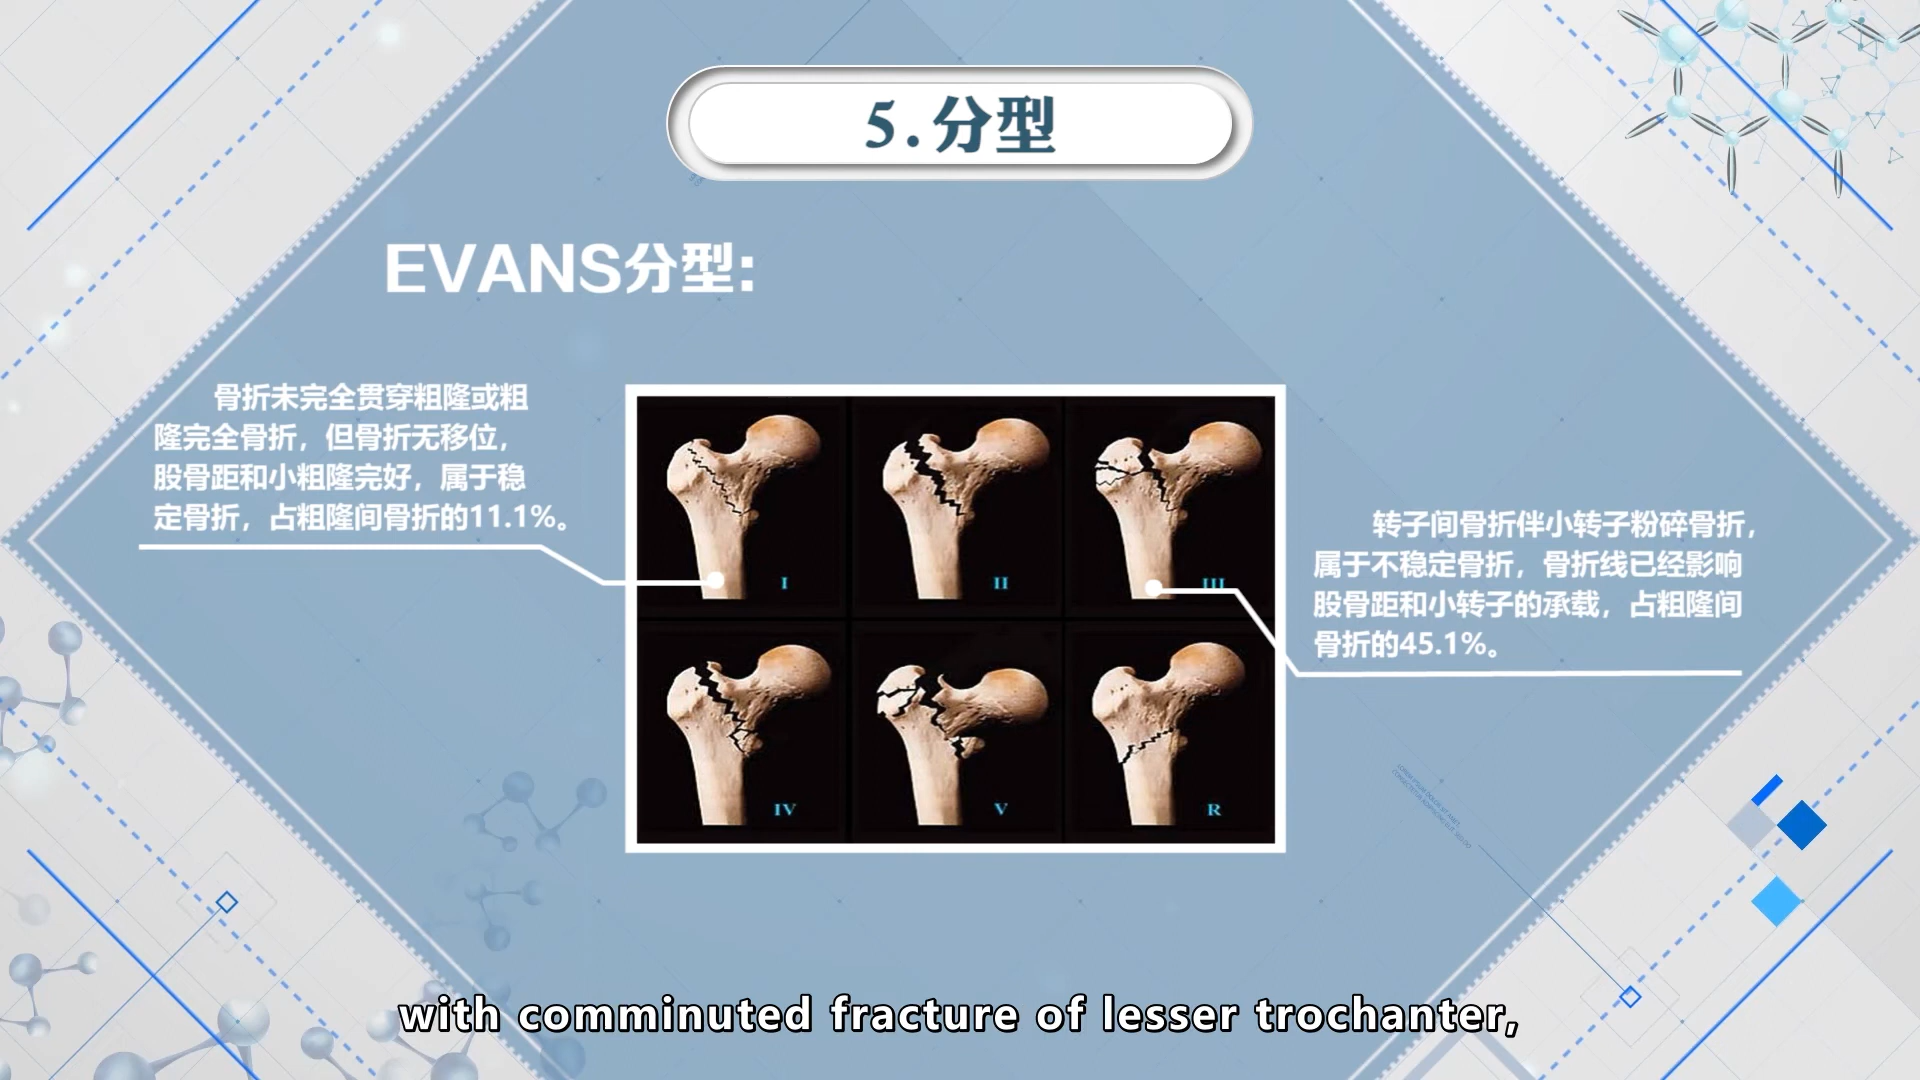 5.分型
EVANS分型:
骨折未完全贯穿粗隆或粗
隆完全骨折，但骨折无移位，
股骨距和小粗隆完好，属于稳
定骨折，占粗隆间骨折的11.1%。
转子间骨折伴小转子粉碎骨折，
属于不稳定骨折，骨折线已经影响
股骨距和小转子的承载，占粗隆间
骨折的45.1%。
I
II
III
IV
V
R
with comminuted fracture of lesser trochanter,